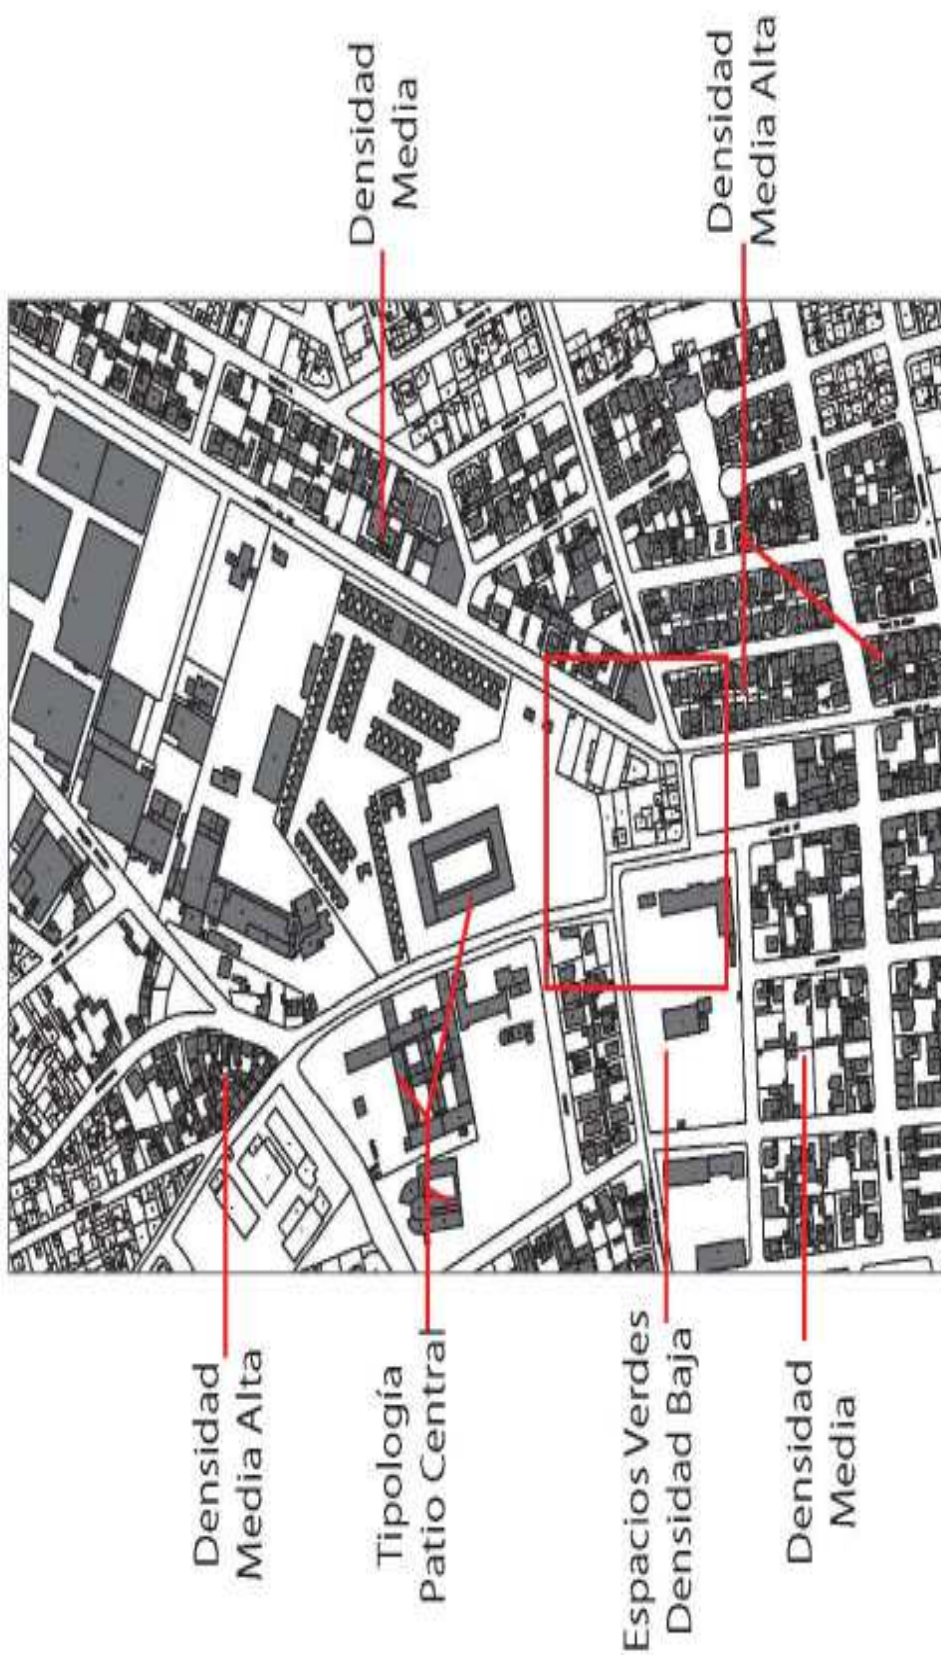 Densidad
Media Alta
Tipología
Patio Central
Espacios Verdes
Densidad Baja
Densidad
Media
Densidad
Media
Densidad
Media Alta